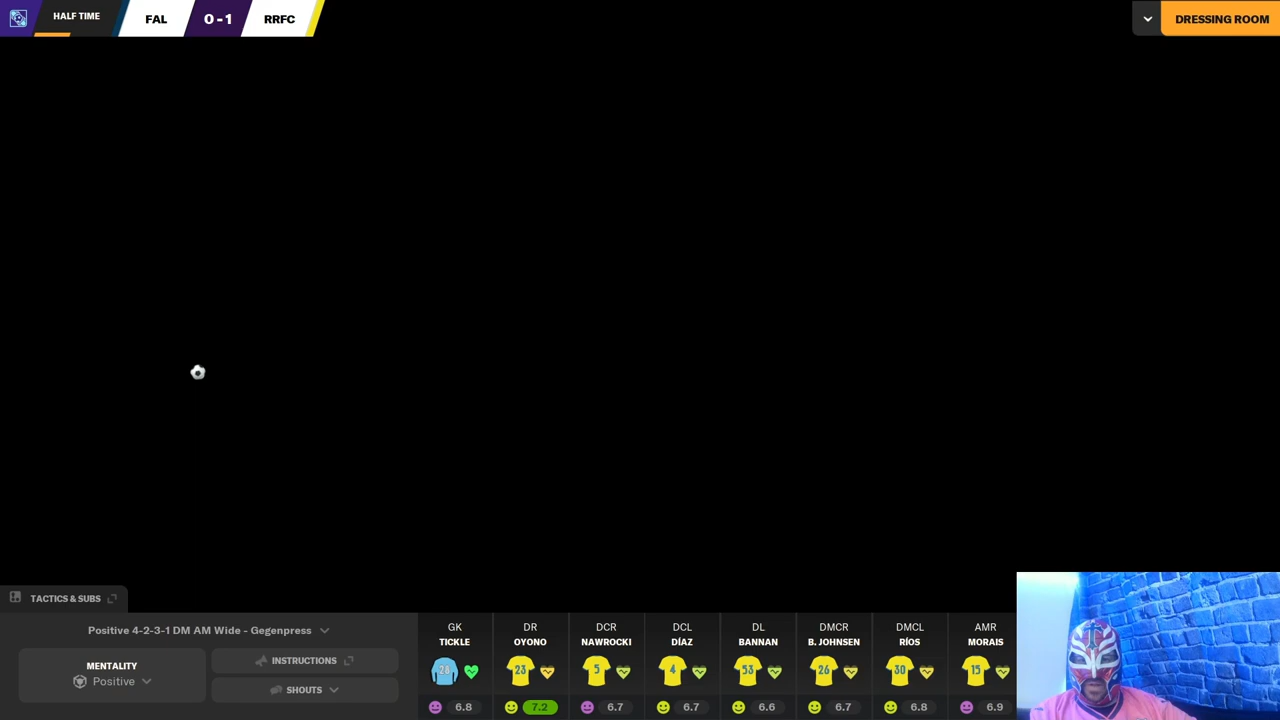 HALF TIME
FAL
0 - 1
RRFC
DRESSING ROOM
TACTICS & SUBS
Positive 4-2-3-1 DM AM Wide - Gegenpress
MENTALITY
Positive
INSTRUCTIONS
SHOUTS
GK
TICKLE
28
6.8
DR
OYONO
23
7.2
DCR
NAWROCKI
5
6.7
DCL
DÍAZ
4
6.7
DL
BANNAN
53
6.6
DMCR
B. JOHNSEN
26
6.7
DMCL
RÍOS
30
6.8
AMR
MORAIS
15
6.9